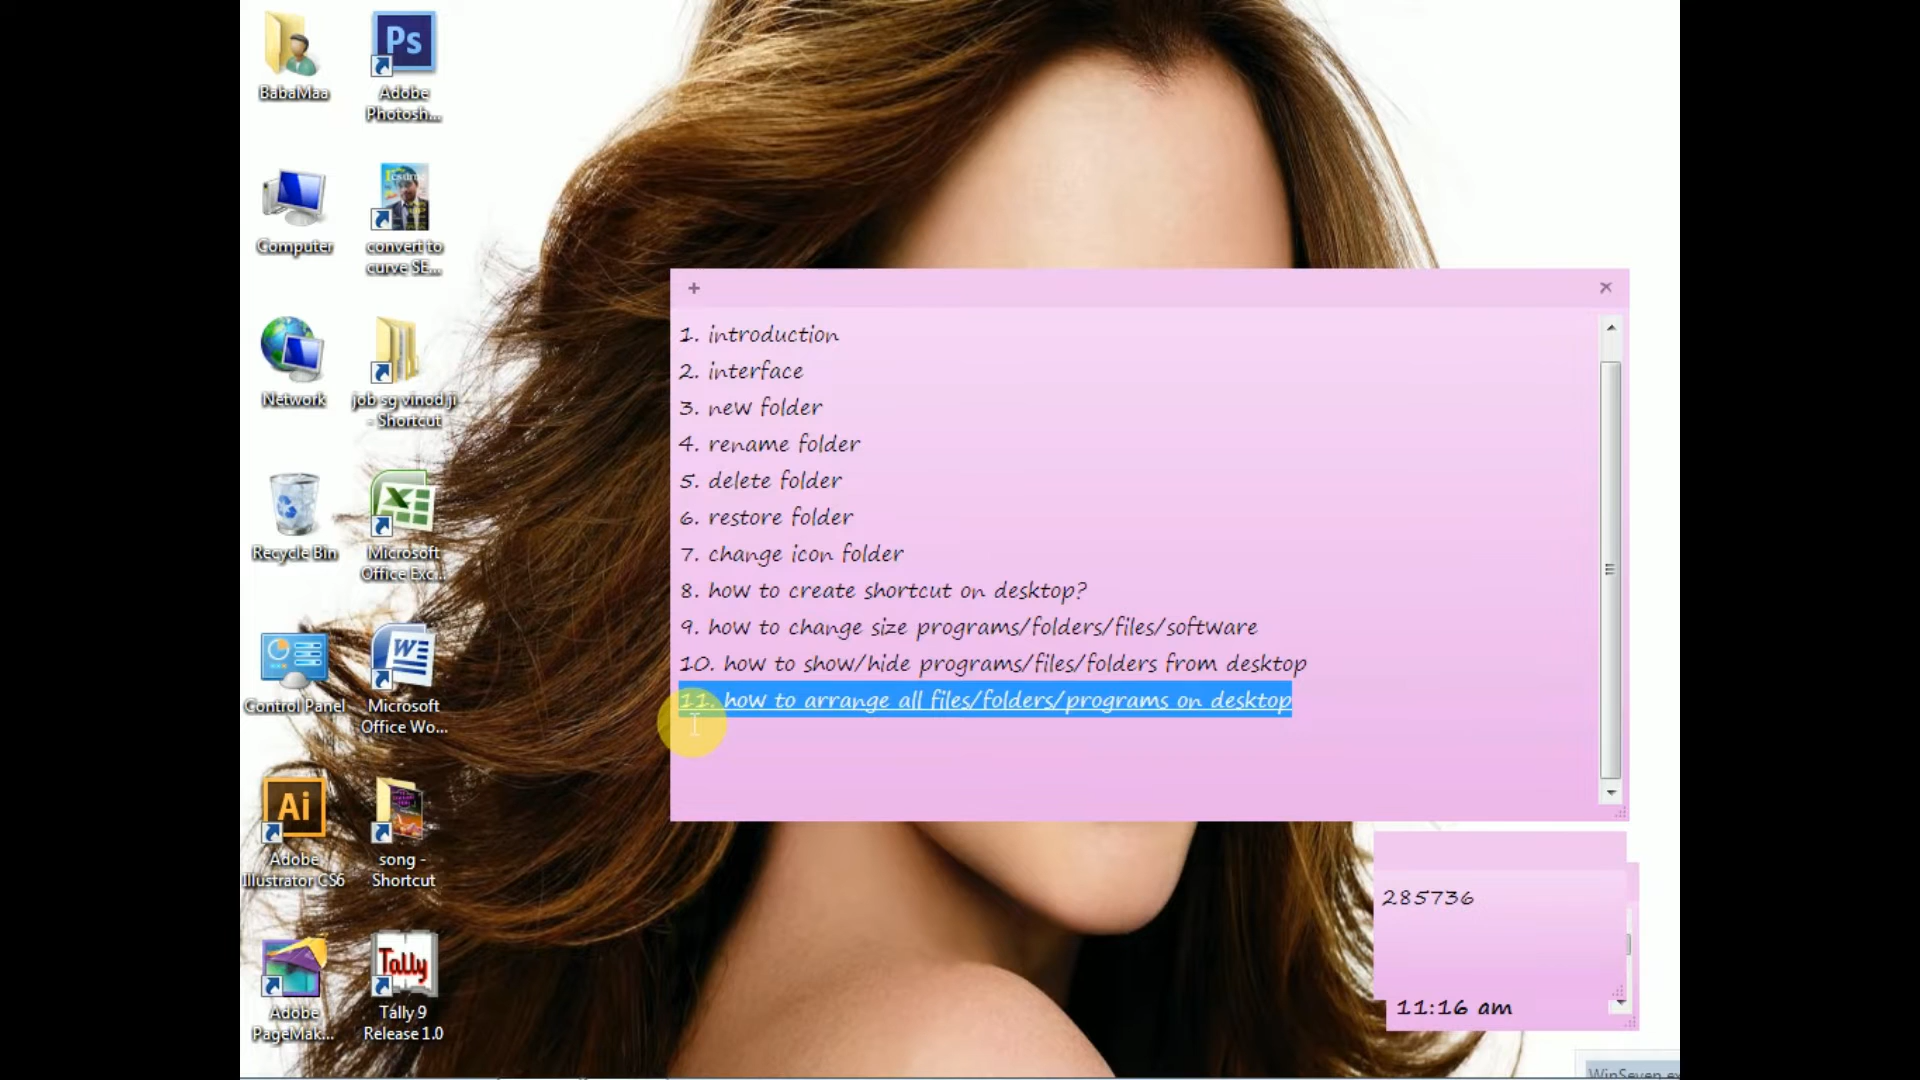 BabaMaa
Ps
Adobe
Photosh...
Computer
convert to
curve SE...
Network
job sg vinod ji
- Shortcut
Recycle Bin
Microsoft
Office Exc...
Control Panel
Microsoft
Office Wo...
Ai
Adobe
Illustrator CS6
song -
Shortcut
Adobe
PageMak...
Tally
Tally 9
Release 1.0
1. introduction
2. interface
3. new folder
4. rename folder
5. delete folder
6. restore folder
7. change icon folder
8. how to create shortcut on desktop?
9. how to change size programs/folders/files/software
10. how to show/hide programs/files/folders from desktop
11. how to arrange all files/folders/programs on desktop
285736
11:16 am